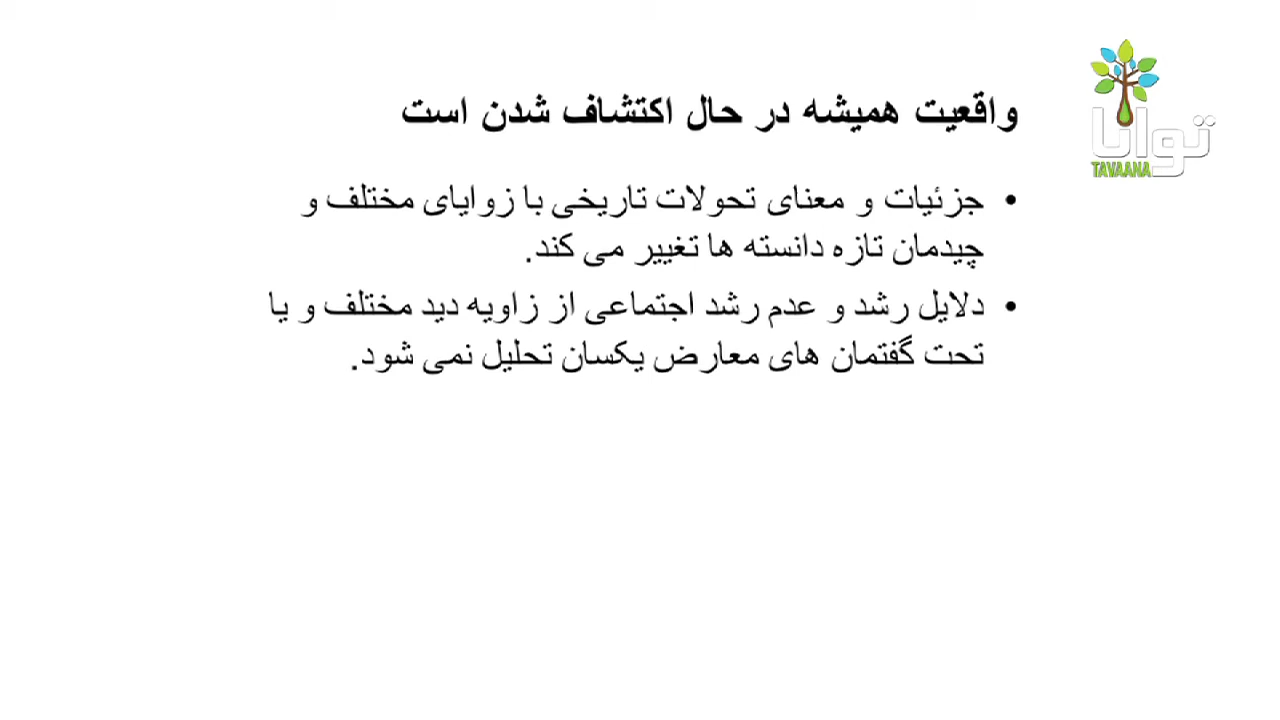 واقعیت همیشه در حال اکتشاف شدن است
• جزئیات و معنای تحولات تاریخی با زوایای مختلف و
چیدمان تازه دانسته ها تغییر می کند.
• دلایل رشد و عدم رشد اجتماعی از زاویه دید مختلف و یا
تحت گفتمان های معارض یکسان تحلیل نمی شود.
توانا
TAVAANA